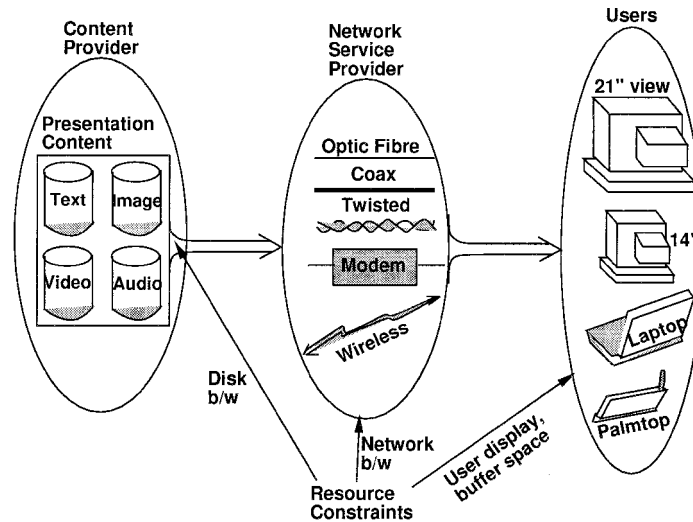 Content
Provider
Presentation
Content
Text
Image
Video
Audio
Disk
b/w
Network
Service
Provider
Optic Fibre
Coax
Twisted
Modem
Wireless
Network
b/w
Resource
Constraints
User display,
buffer space
Users
21" view
14"
Laptop
Palmtop